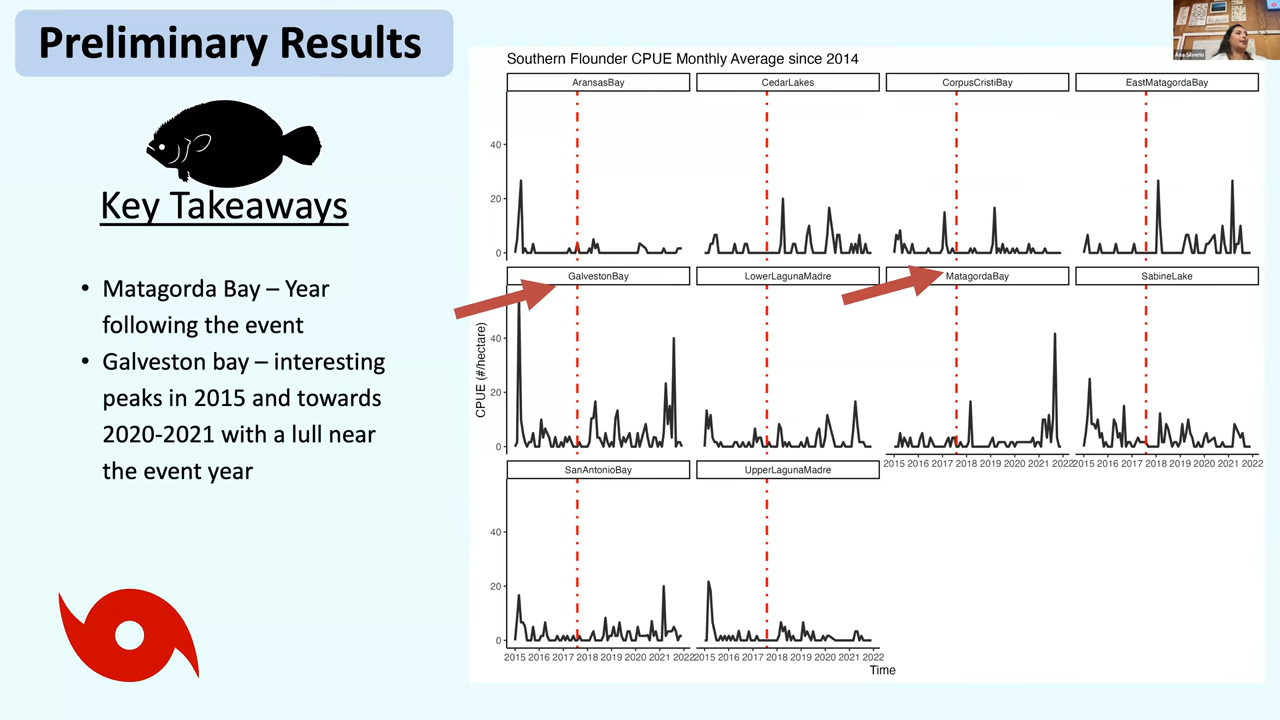 Preliminary Results
Key Takeaways
• Matagorda Bay – Year
following the event
• Galveston bay – interesting
peaks in 2015 and towards
2020-2021 with a lull near
the event year
Southern Flounder CPUE Monthly Average since 2014
AransasBay CedarLakes CorpusCristiBay EastMatagordaBay
40
20
0
GalvestonBay LowerLagunaMadre MatagordaBay SabineLake
40
20
0
2015 2016 2017 2018 2019 2020 2021 2022 2015 2016 2017 2018 2019 2020 2021 2022
SanAntonioBay UpperLagunaMadre
40
20
0
2015 2016 2017 2018 2019 2020 2021 2022 2015 2016 2017 2018 2019 2020 2021 2022
CPUE (#/hectare)
Time
Ana Silverio